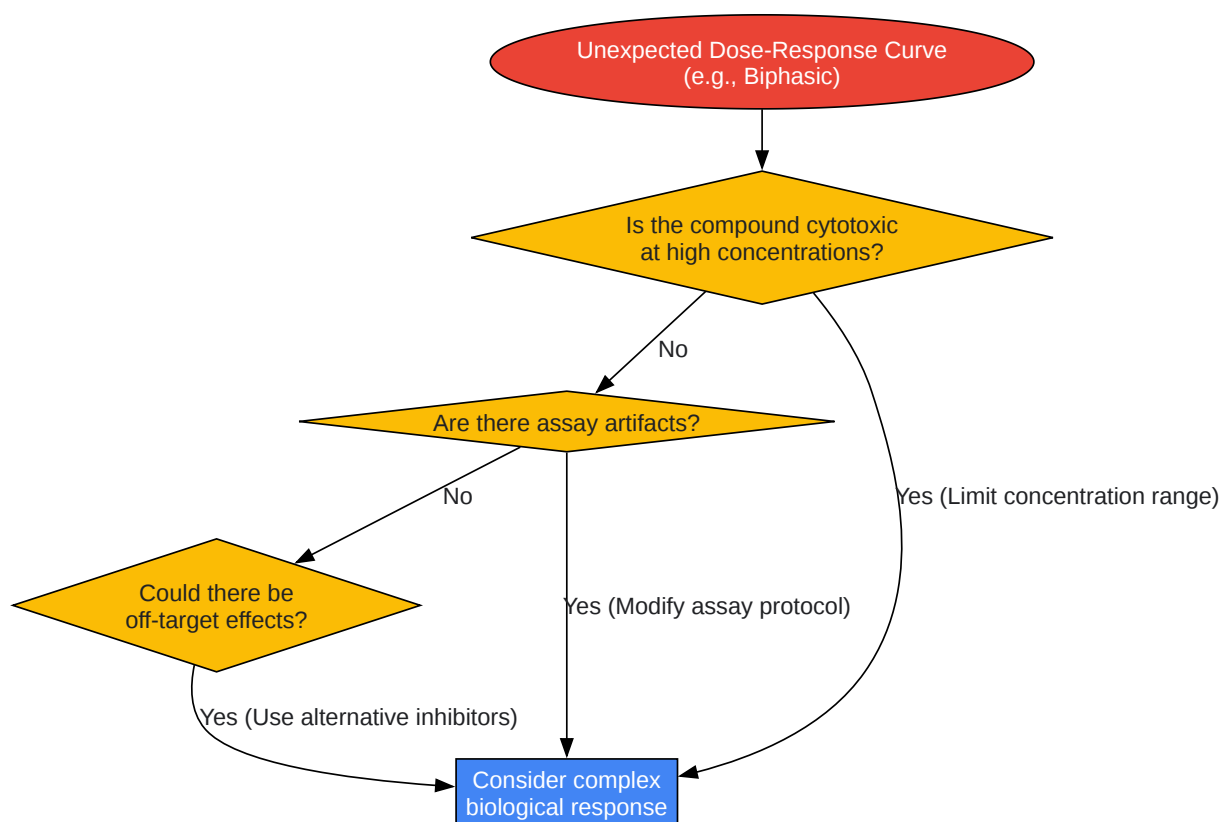 Unexpected Dose-Response Curve
(e.g., Biphasic)
Is the compound cytotoxic
at high concentrations?
No
Are there assay artifacts?
No
Yes (Limit concentration range)
Could there be
off-target effects?
Yes (Modify assay protocol)
Yes (Use alternative inhibitors)
Consider complex
biological response